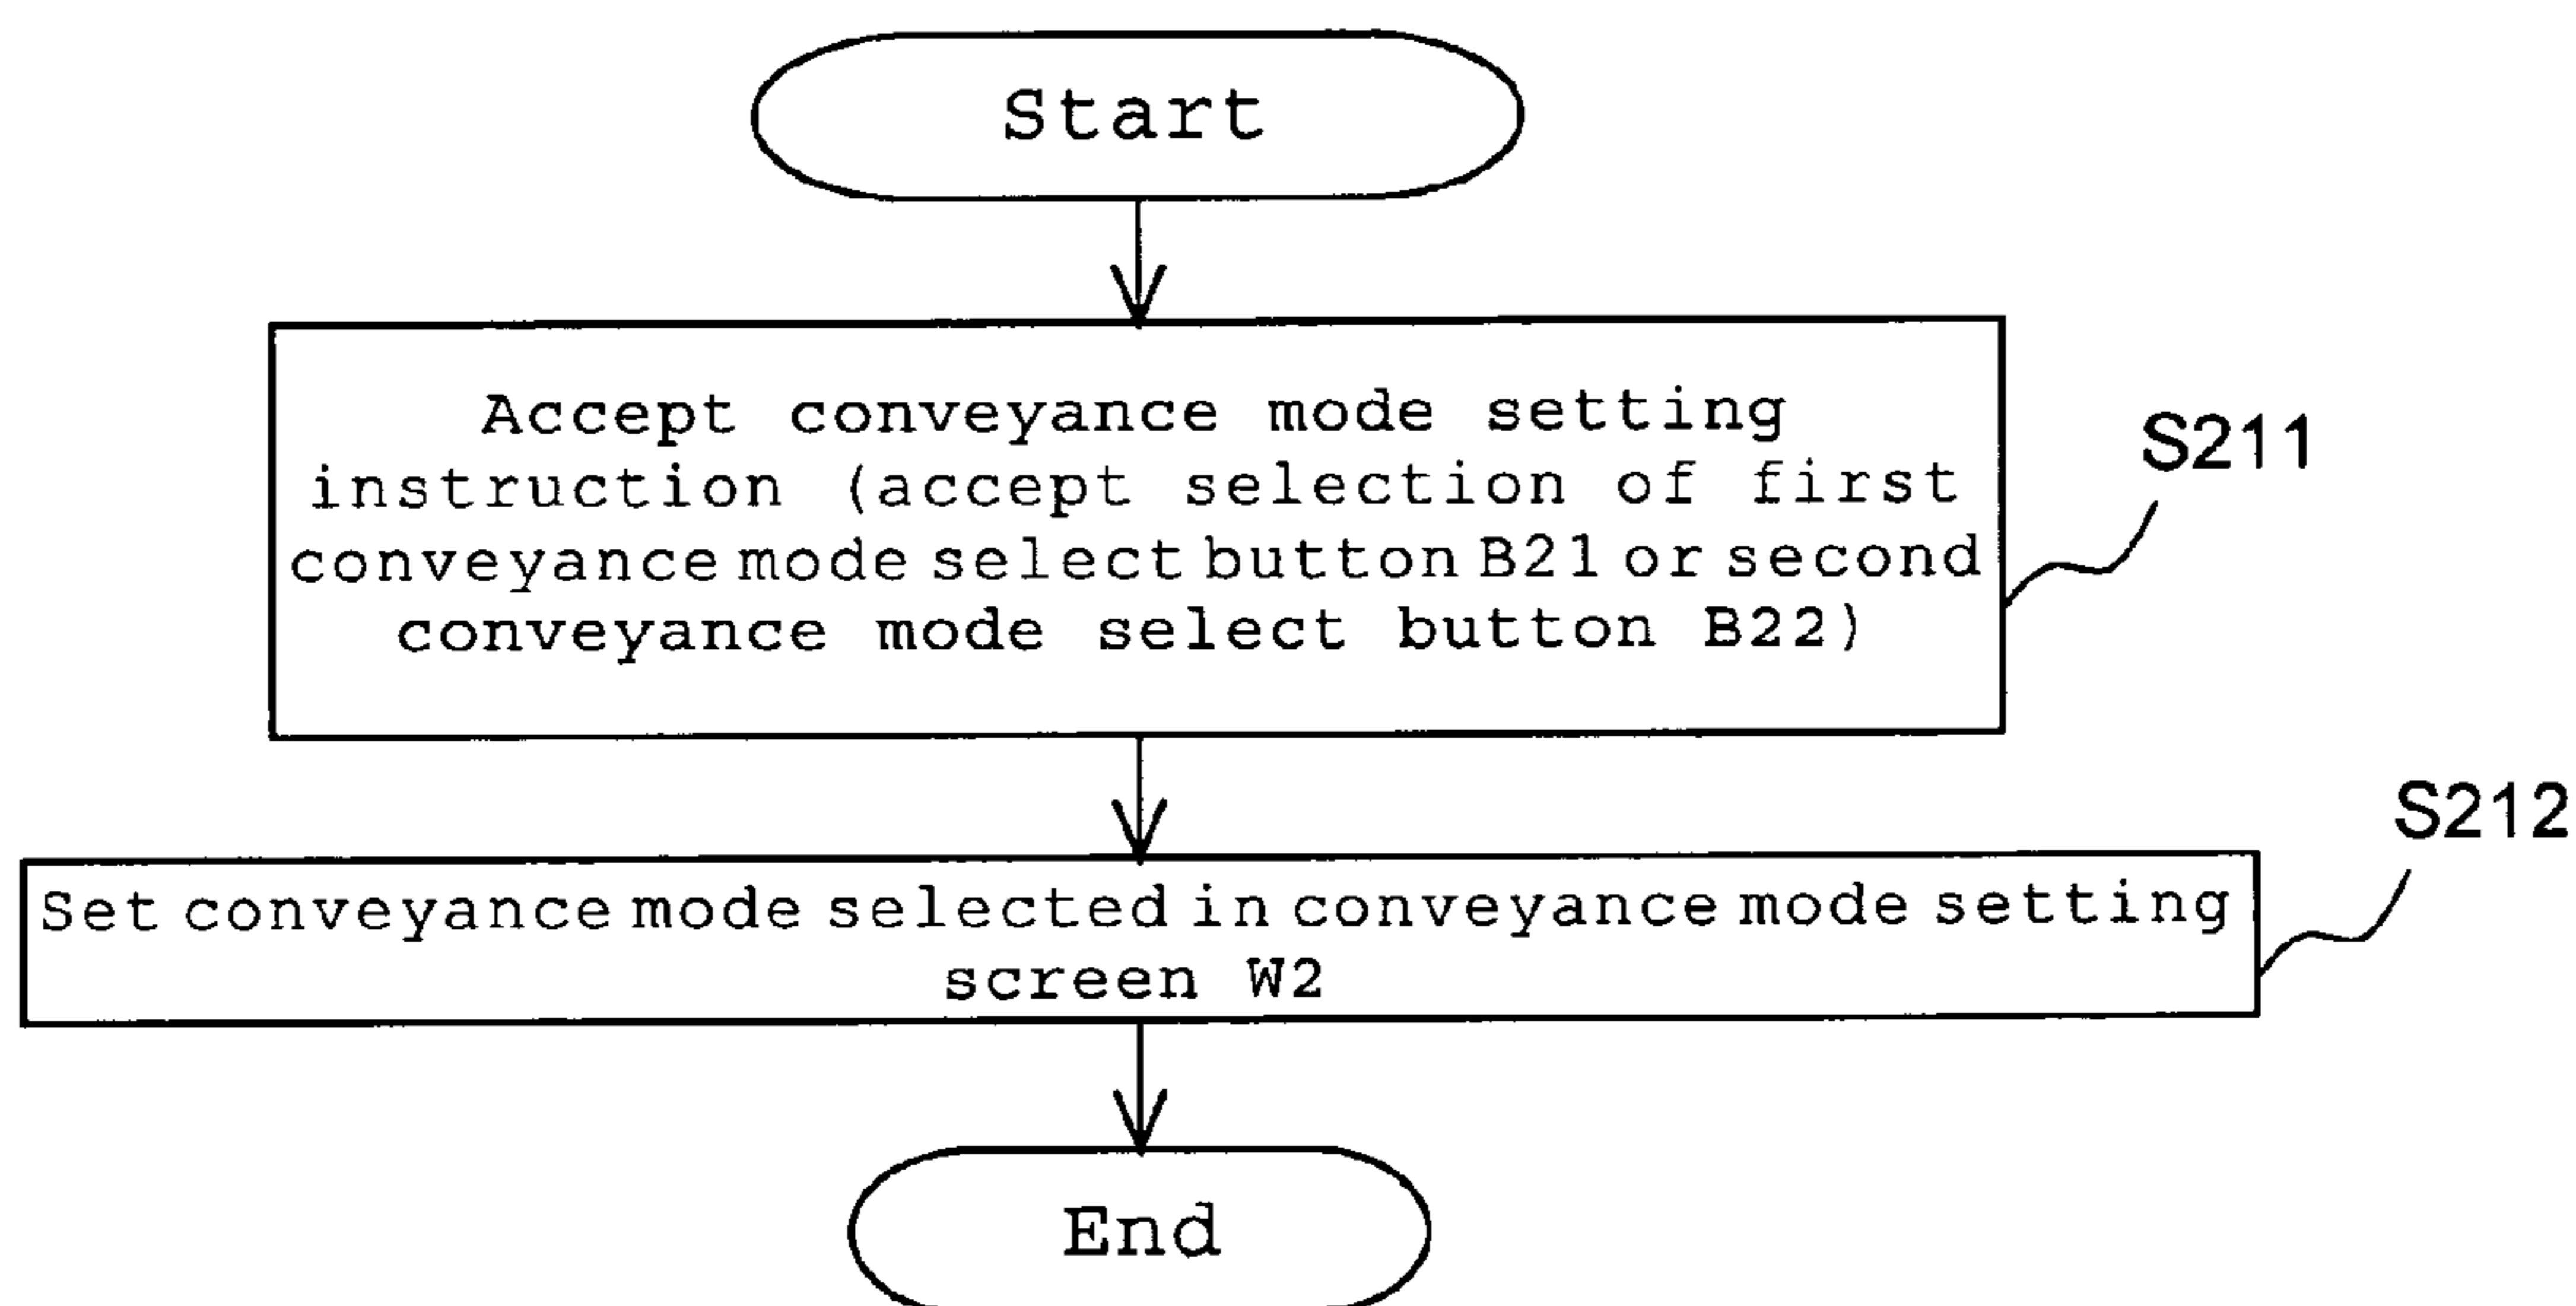 Start
Accept conveyance mode setting
instruction (accept selection of first
conveyance mode select button B21 or second
conveyance mode select button B22)
S211
S212
Set conveyance mode selected in conveyance mode setting
screen W2
End